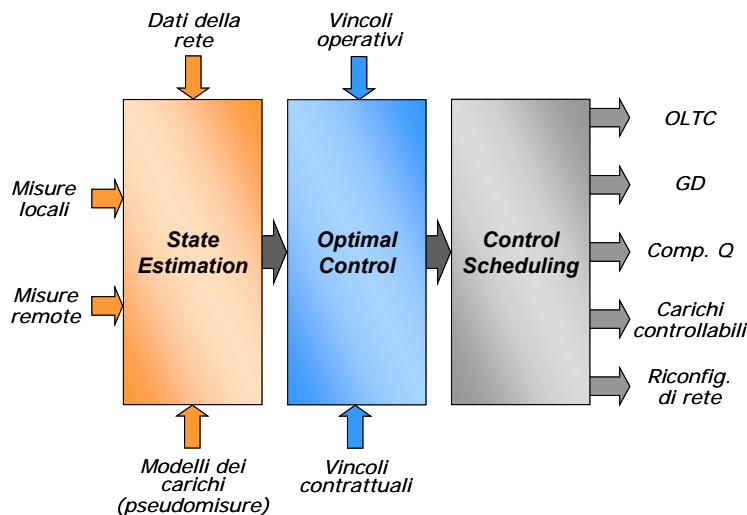 Dati della
rete
Vincoli
operativi
Misure
locali
Misure
remote
State
Estimation
Optimal
Control
Control
Scheduling
OLTC
GD
Comp. Q
Carichi
controllabili
Riconfig.
di rete
Modelli dei
carichi
(pseudomisure)
Vincoli
contrattuali